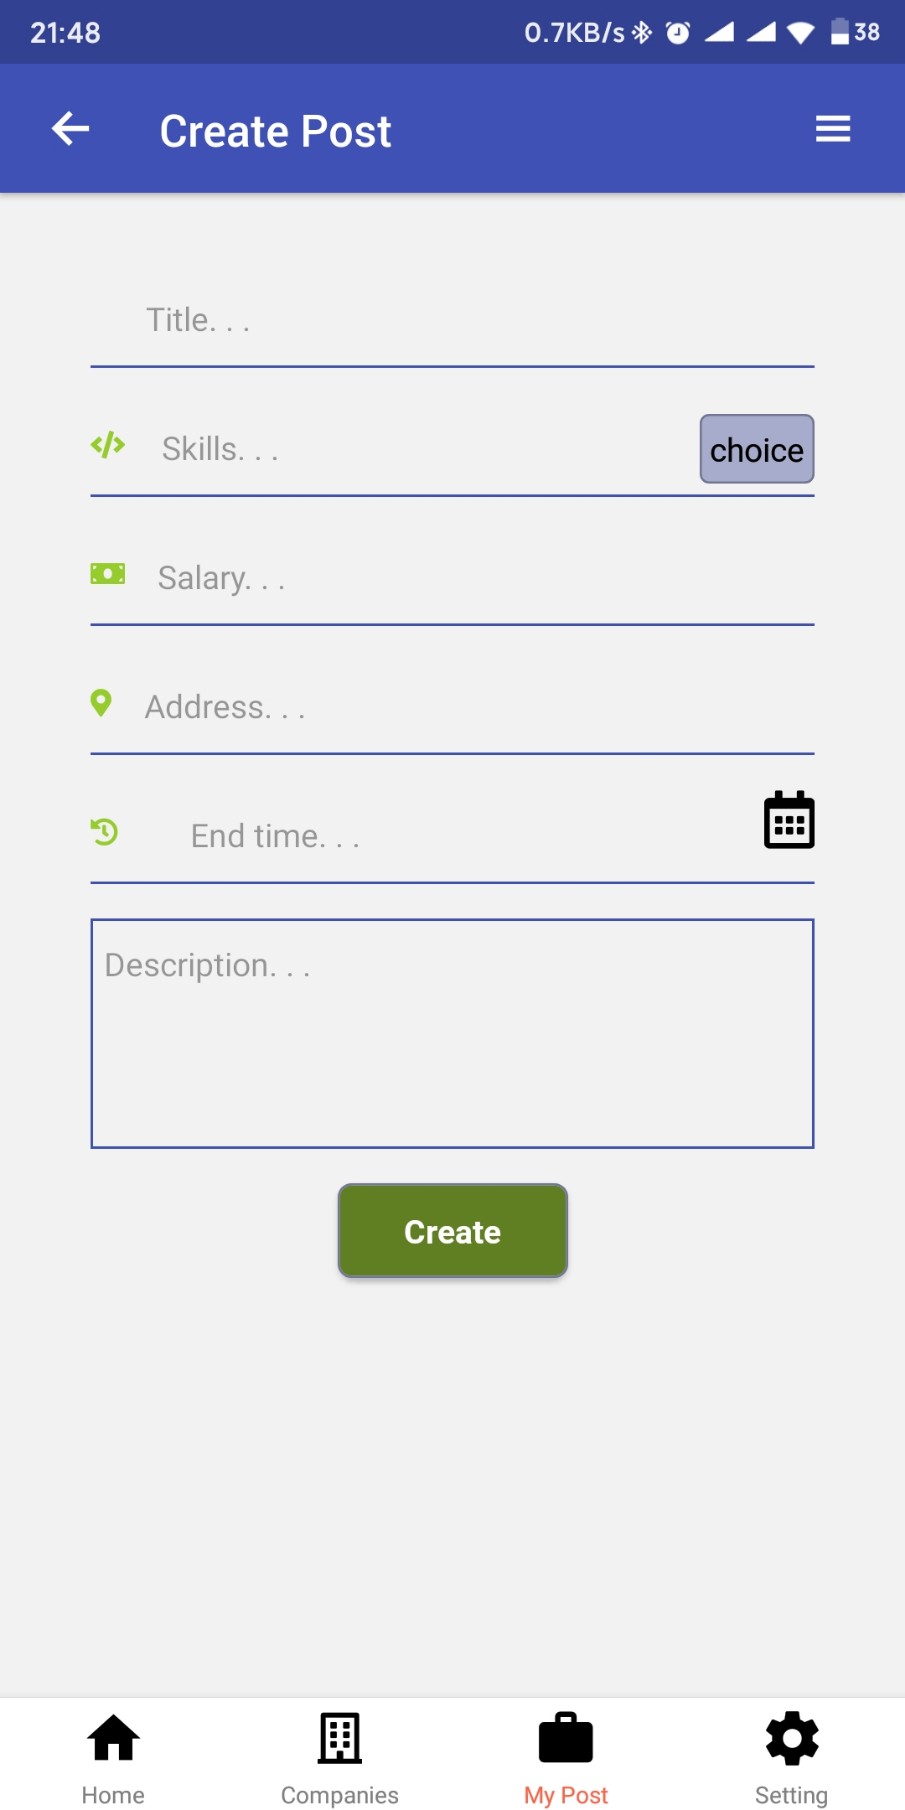 21:48 0.7KB/s 38
Create Post
Title. . .
Skills. . . choice
Salary. . .
Address. . .
End time. . .
Description. . .
Create
Home Companies My Post Setting